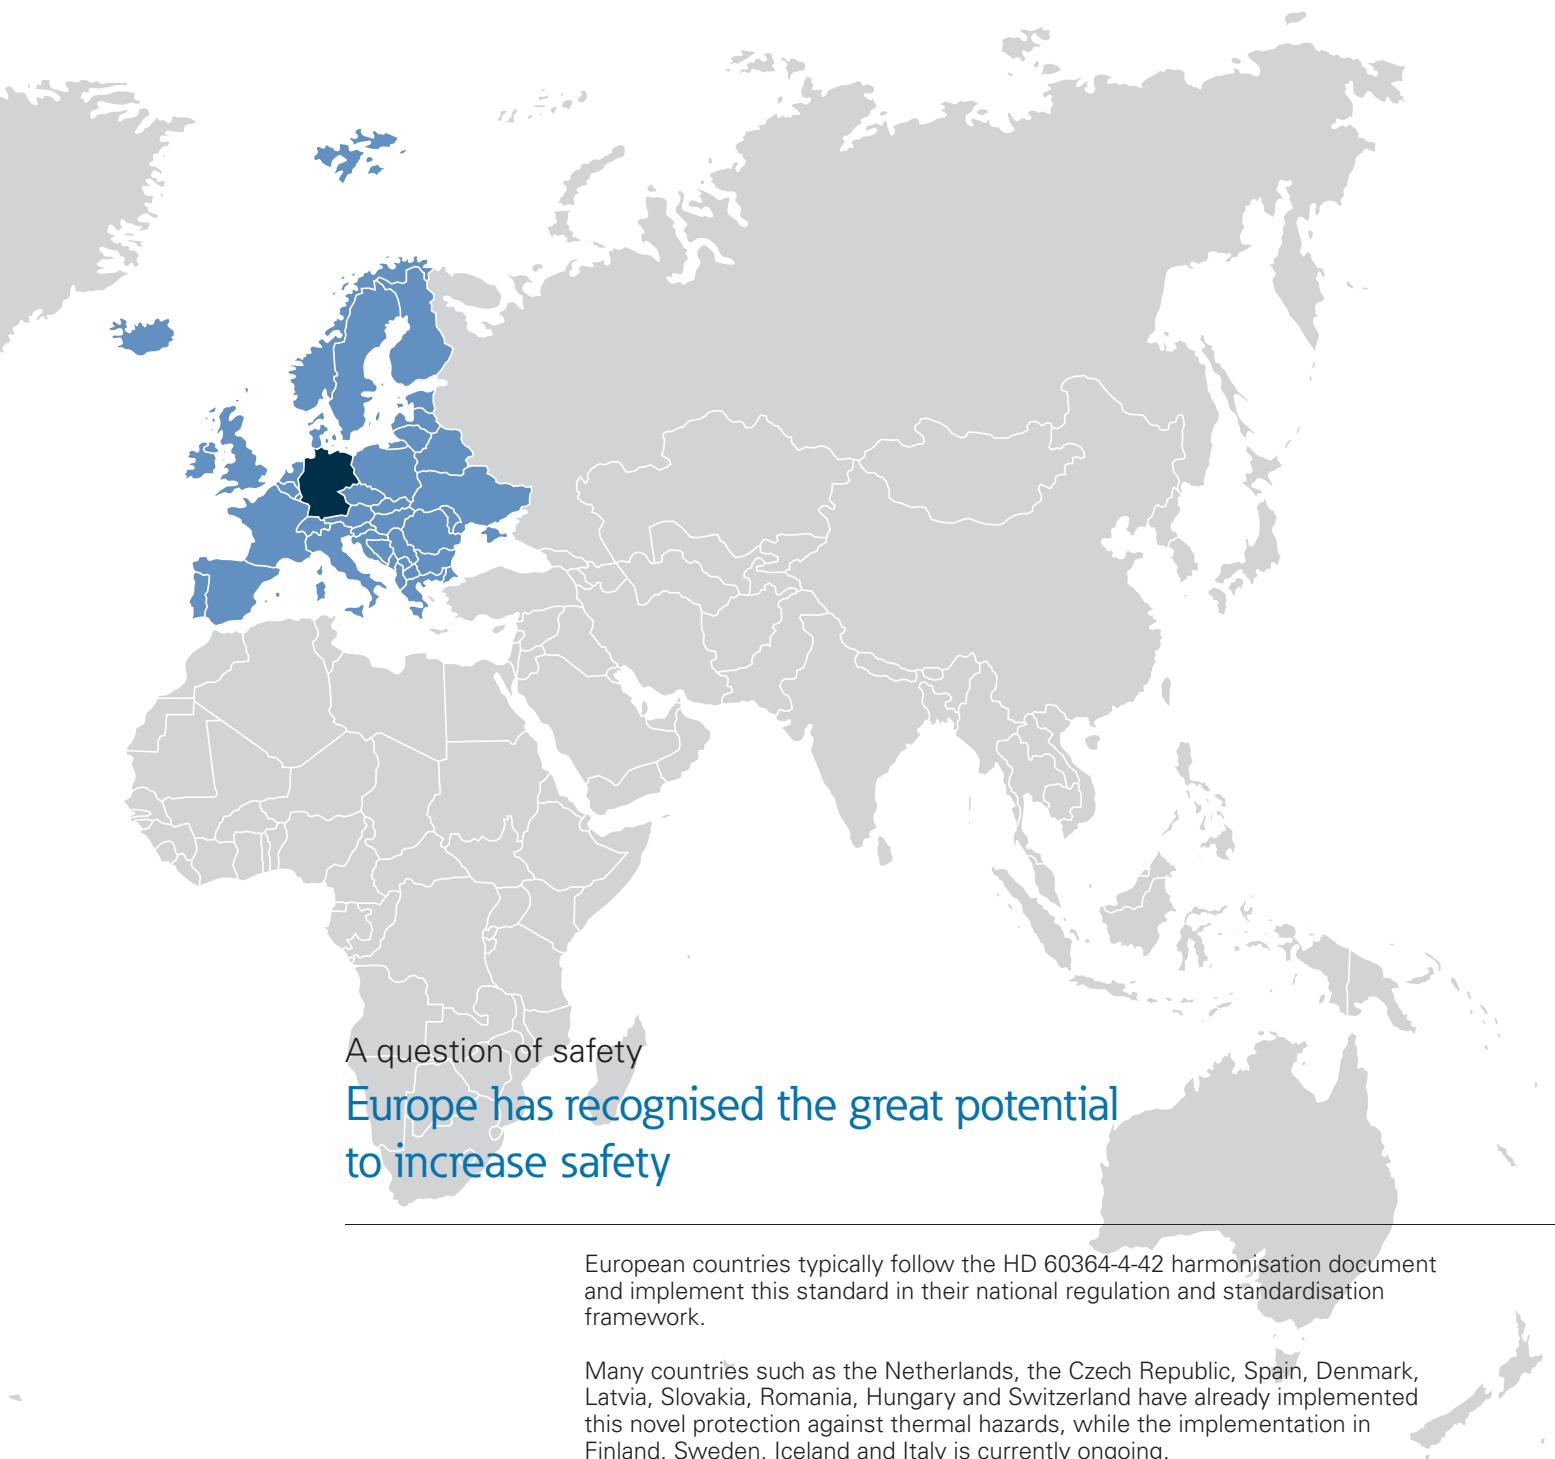 A question of safety
Europe has recognised the great potential
to increase safety
European countries typically follow the HD 60364-4-42 harmonisation document
and implement this standard in their national regulation and standardisation
framework.
Many countries such as the Netherlands, the Czech Republic, Spain, Denmark,
Latvia, Slovakia, Romania, Hungary and Switzerland have already implemented
this novel protection against thermal hazards, while the implementation in
Finland, Sweden, Iceland and Italy is currently ongoing.